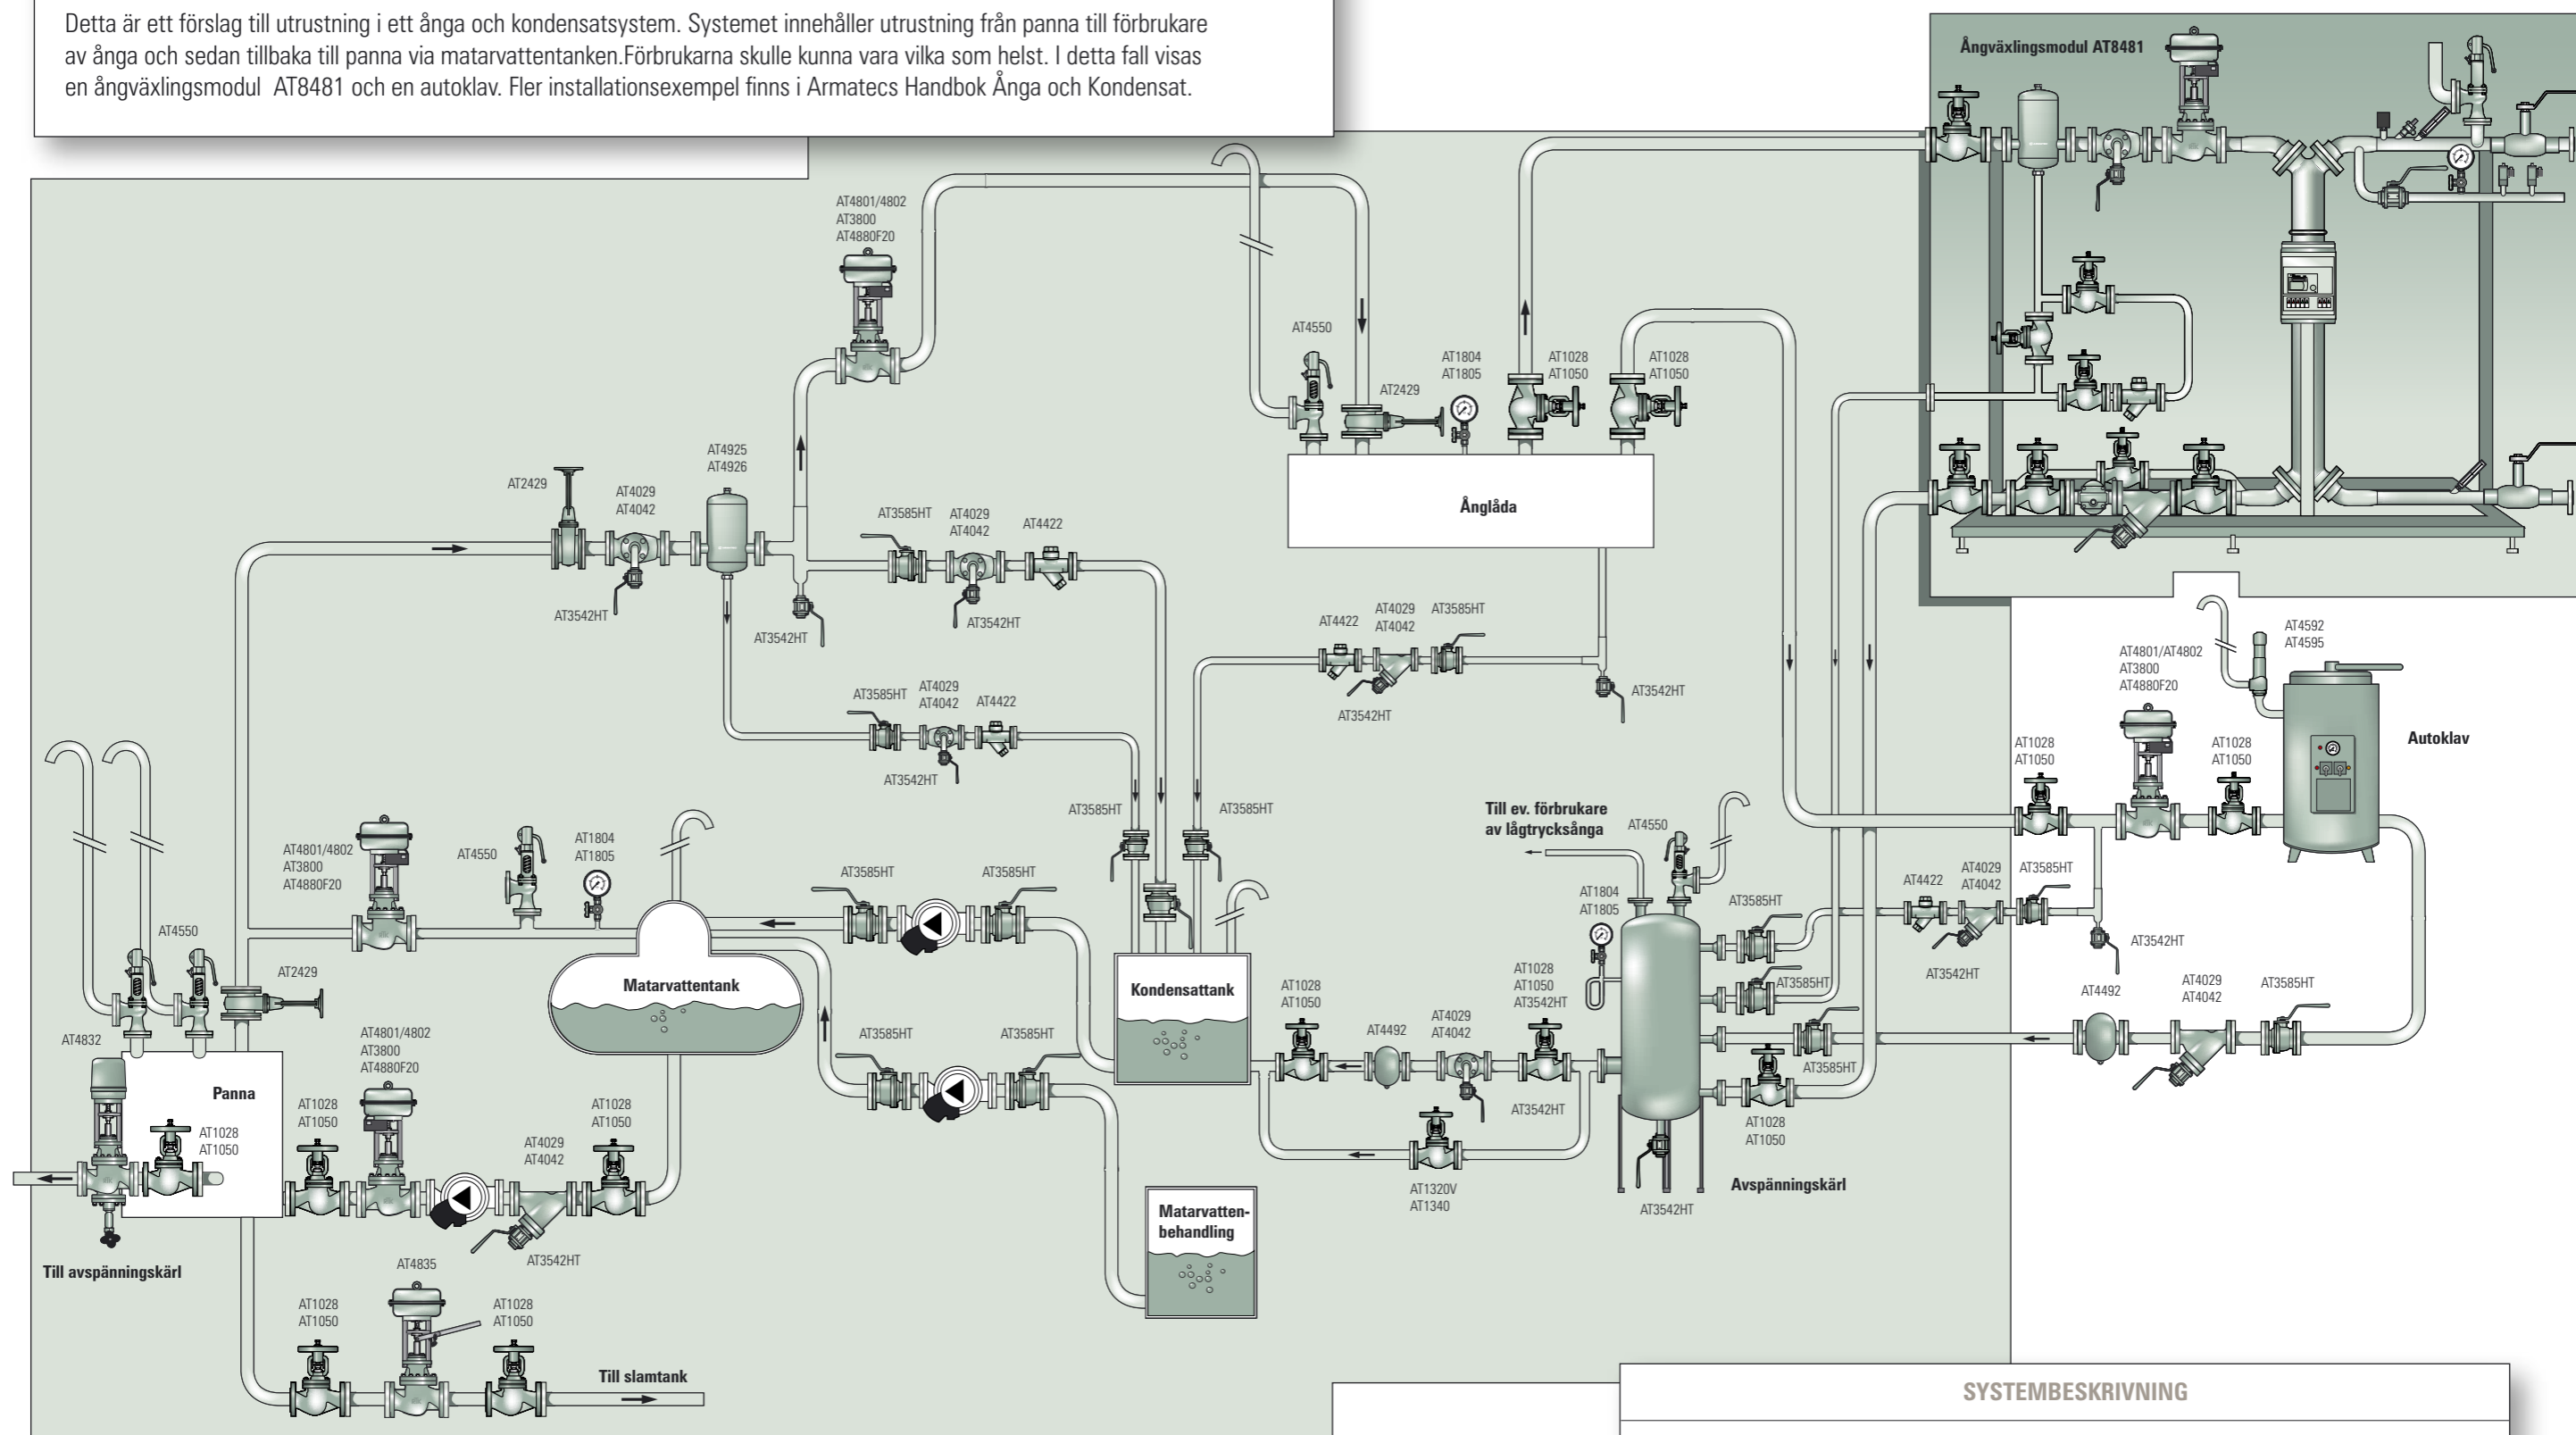 Detta är ett förslag till utrustning i ett ånga och kondensatsystem. Systemet innehåller utrustning från panna till förbrukare
av ånga och sedan tillbaka till panna via matarvattentanken.Förbrukarna skulle kunna vara vilka som helst. I detta fall visas
en ångväxlingsmodul  AT8481 och en autoklav. Fler installationsexempel finns i Armatecs Handbok Ånga och Kondensat.
Ångväxlingsmodul AT8481
AT4801/4802
AT3800
AT4880F20
AT4550
AT2429
AT1804
AT1805
AT1028
AT1050
AT1028
AT1050
Ånglåda
AT2429
AT4029
AT4042
AT3542HT
AT4925
AT4926
AT3542HT
AT3585HT
AT4029
AT4042
AT4422
AT3542HT
AT4422
AT4029
AT4042
AT3585HT
AT3542HT
AT3542HT
AT3585HT
AT4029
AT4042
AT4422
AT3542HT
AT3585HT
AT3585HT
AT4592
AT4595
AT4801/AT4802
AT3800
AT4880F20
AT1028
AT1050
AT1028
AT1050
Autoklav
AT4801/4802
AT3800
AT4880F20
AT4550
AT1804
AT1805
AT3585HT
AT3585HT
Till ev. förbrukare
av lågtrycksånga
AT4550
AT1804
AT1805
AT3585HT
AT4422
AT4029
AT4042
AT3585HT
AT3542HT
AT3542HT
AT4550
AT2429
Matarvattentank
Kondensattank
AT1028
AT1050
AT4492
AT4029
AT4042
AT1028
AT1050
AT3542HT
AT3585HT
AT3585HT
AT4492
AT4029
AT4042
AT3585HT
AT4832
Panna
AT1028
AT1050
AT4801/4802
AT3800
AT4880F20
AT1028
AT1050
AT4029
AT4042
AT1028
AT1050
AT3542HT
AT3585HT
AT3585HT
AT3542HT
AT1028
AT1050
AT1320V
AT1340
Avspänningskärl
AT3542HT
Matarvatten-
behandling
Till avspänningskärl
AT4835
AT1028
AT1050
AT1028
AT1050
Till slamtank
SYSTEMBESKRIVNING